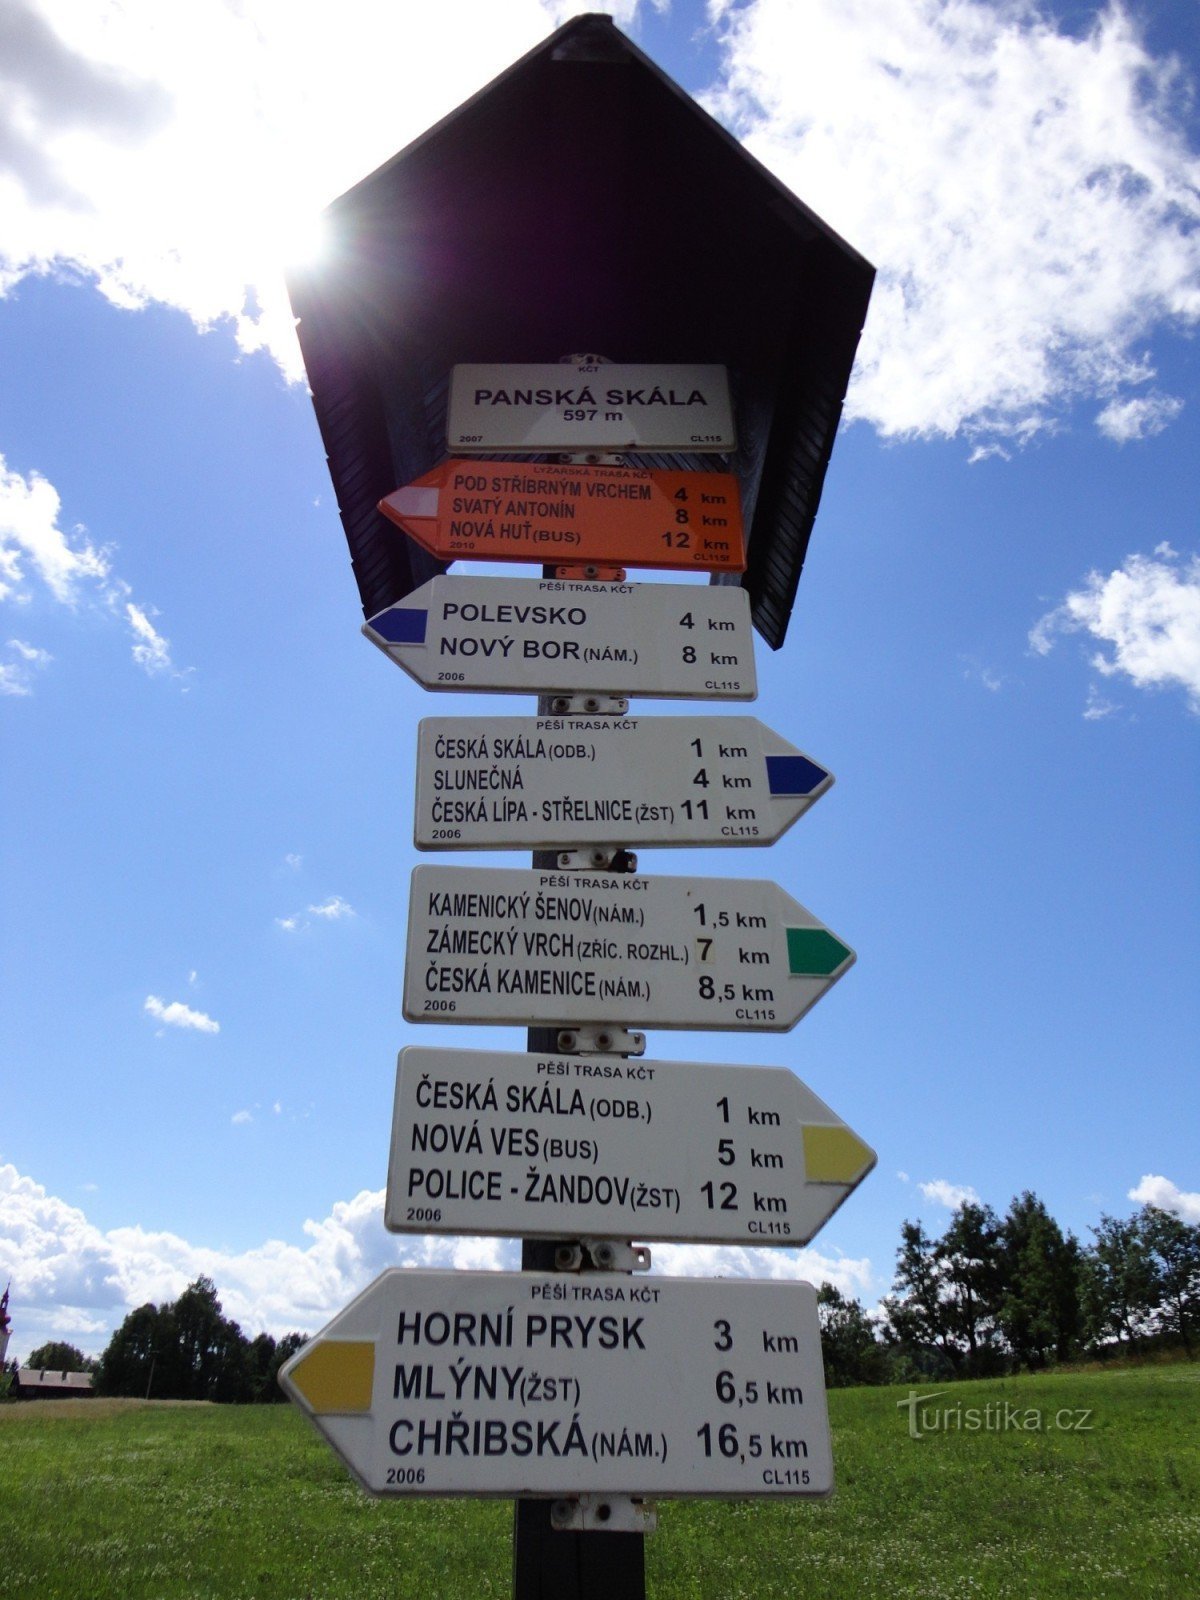 KČT
PANSKÁ SKÁLA
597 m
2007 CL115
LYŽAŘSKÁ TRASA KČT
POD STŘÍBRNÝM VRCHEM 4 km
SVATÝ ANTONÍN 8 km
NOVÁ HUŤ(BUS) 12 km
2010 CL115f
PĚŠÍ TRASA KČT
POLEVSKO 4 km
NOVÝ BOR(NÁM.) 8 km
2006 CL115
PĚŠÍ TRASA KČT
ČESKÁ SKÁLA(ODB.) 1 km
SLUNEČNÁ 4 km
ČESKÁ LÍPA - STŘELNICE(ŽST) 11 km
2006 CL115
PĚŠÍ TRASA KČT
KAMENICKÝ ŠENOV(NÁM.) 1,5 km
ZÁMECKÝ VRCH(ZŘÍC. ROZHL.) 7 km
ČESKÁ KAMENICE(NÁM.) 8,5 km
2006 CL115
PĚŠÍ TRASA KČT
ČESKÁ SKÁLA(ODB.) 1 km
NOVÁ VES(BUS) 5 km
POLICE - ŽANDOV(ŽST) 12 km
2006 CL115
PĚŠÍ TRASA KČT
HORNÍ PRYSK 3 km
MLÝNY(ŽST) 6,5 km
CHŘIBSKÁ(NÁM.) 16,5 km
2006 CL115
Turistika.cz